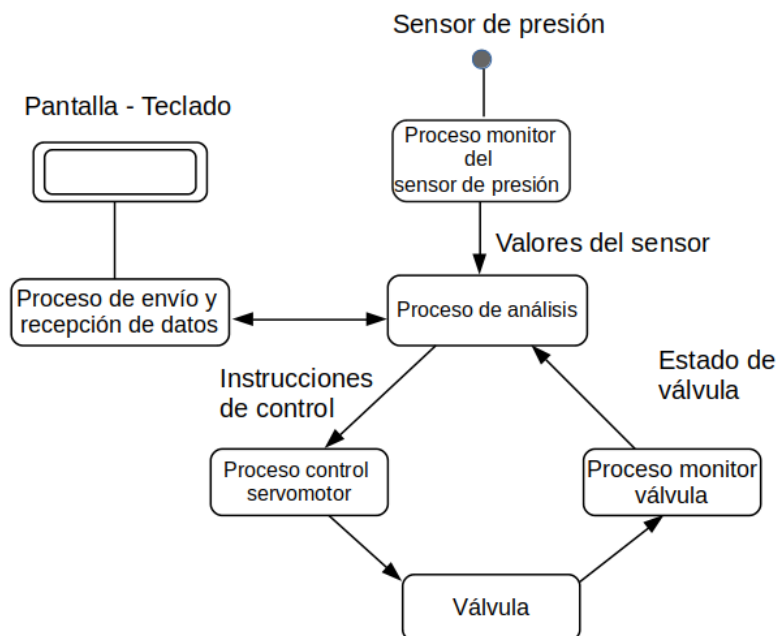 Sensor de presión
Pantalla - Teclado
Proceso monitor
del
sensor de presión
Valores del sensor
Proceso de envío y
recepción de datos
Proceso de análisis
Instrucciones
de control
Estado de
válvula
Proceso control
servomotor
Proceso monitor
válvula
Válvula